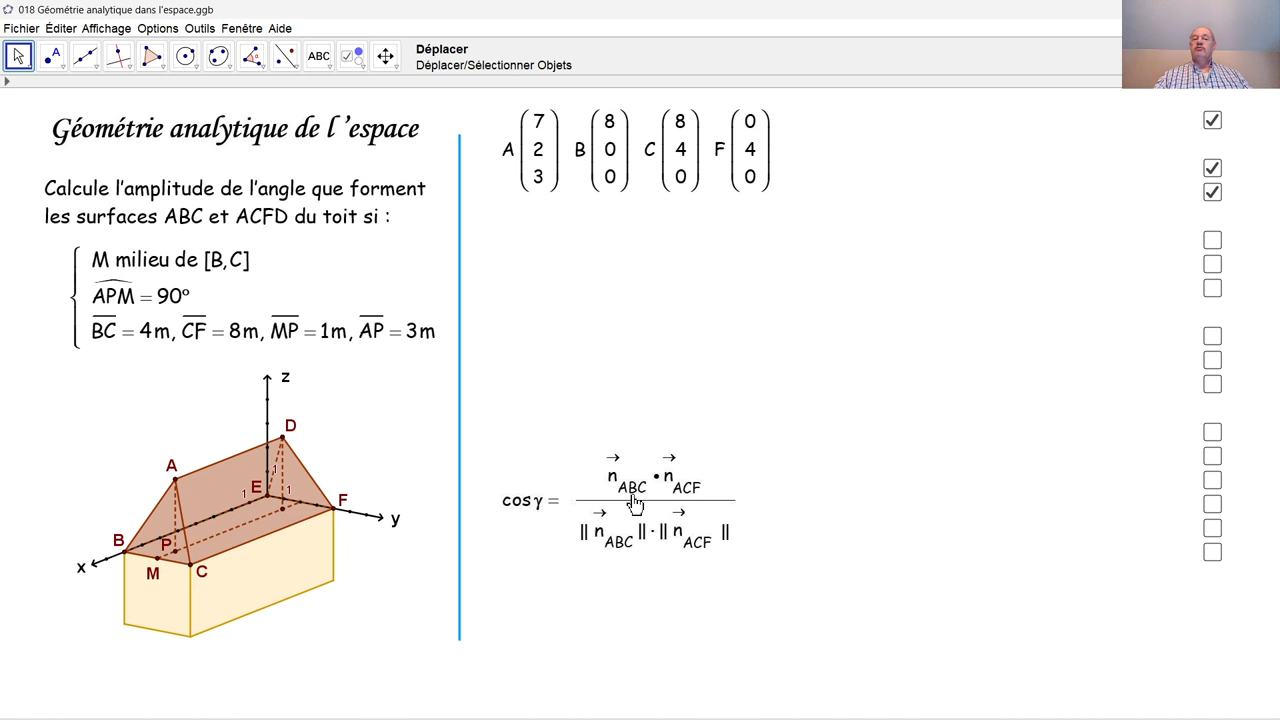 018 Géométrie analytique dans l'espace.ggb
Fichier Éditer Affichage Options Outils Fenêtre Aide
A ABC Déplacer
Déplacer/Sélectionner Objets
Géométrie analytique de l'espace
Calcule l'amplitude de l'angle que forment
les surfaces ABC et ACFD du toit si :
M milieu de [B,C]
APM = 90°
BC = 4m, CF = 8m, MP = 1m, AP = 3m
z
D
A
1
1 E 1
F
y
B P
x
M C
A (7 2 3) B (8 0 0) C (8 4 0) F (0 4 0)
n ABC • n ACF
cos γ =
|| n ABC || · || n ACF ||